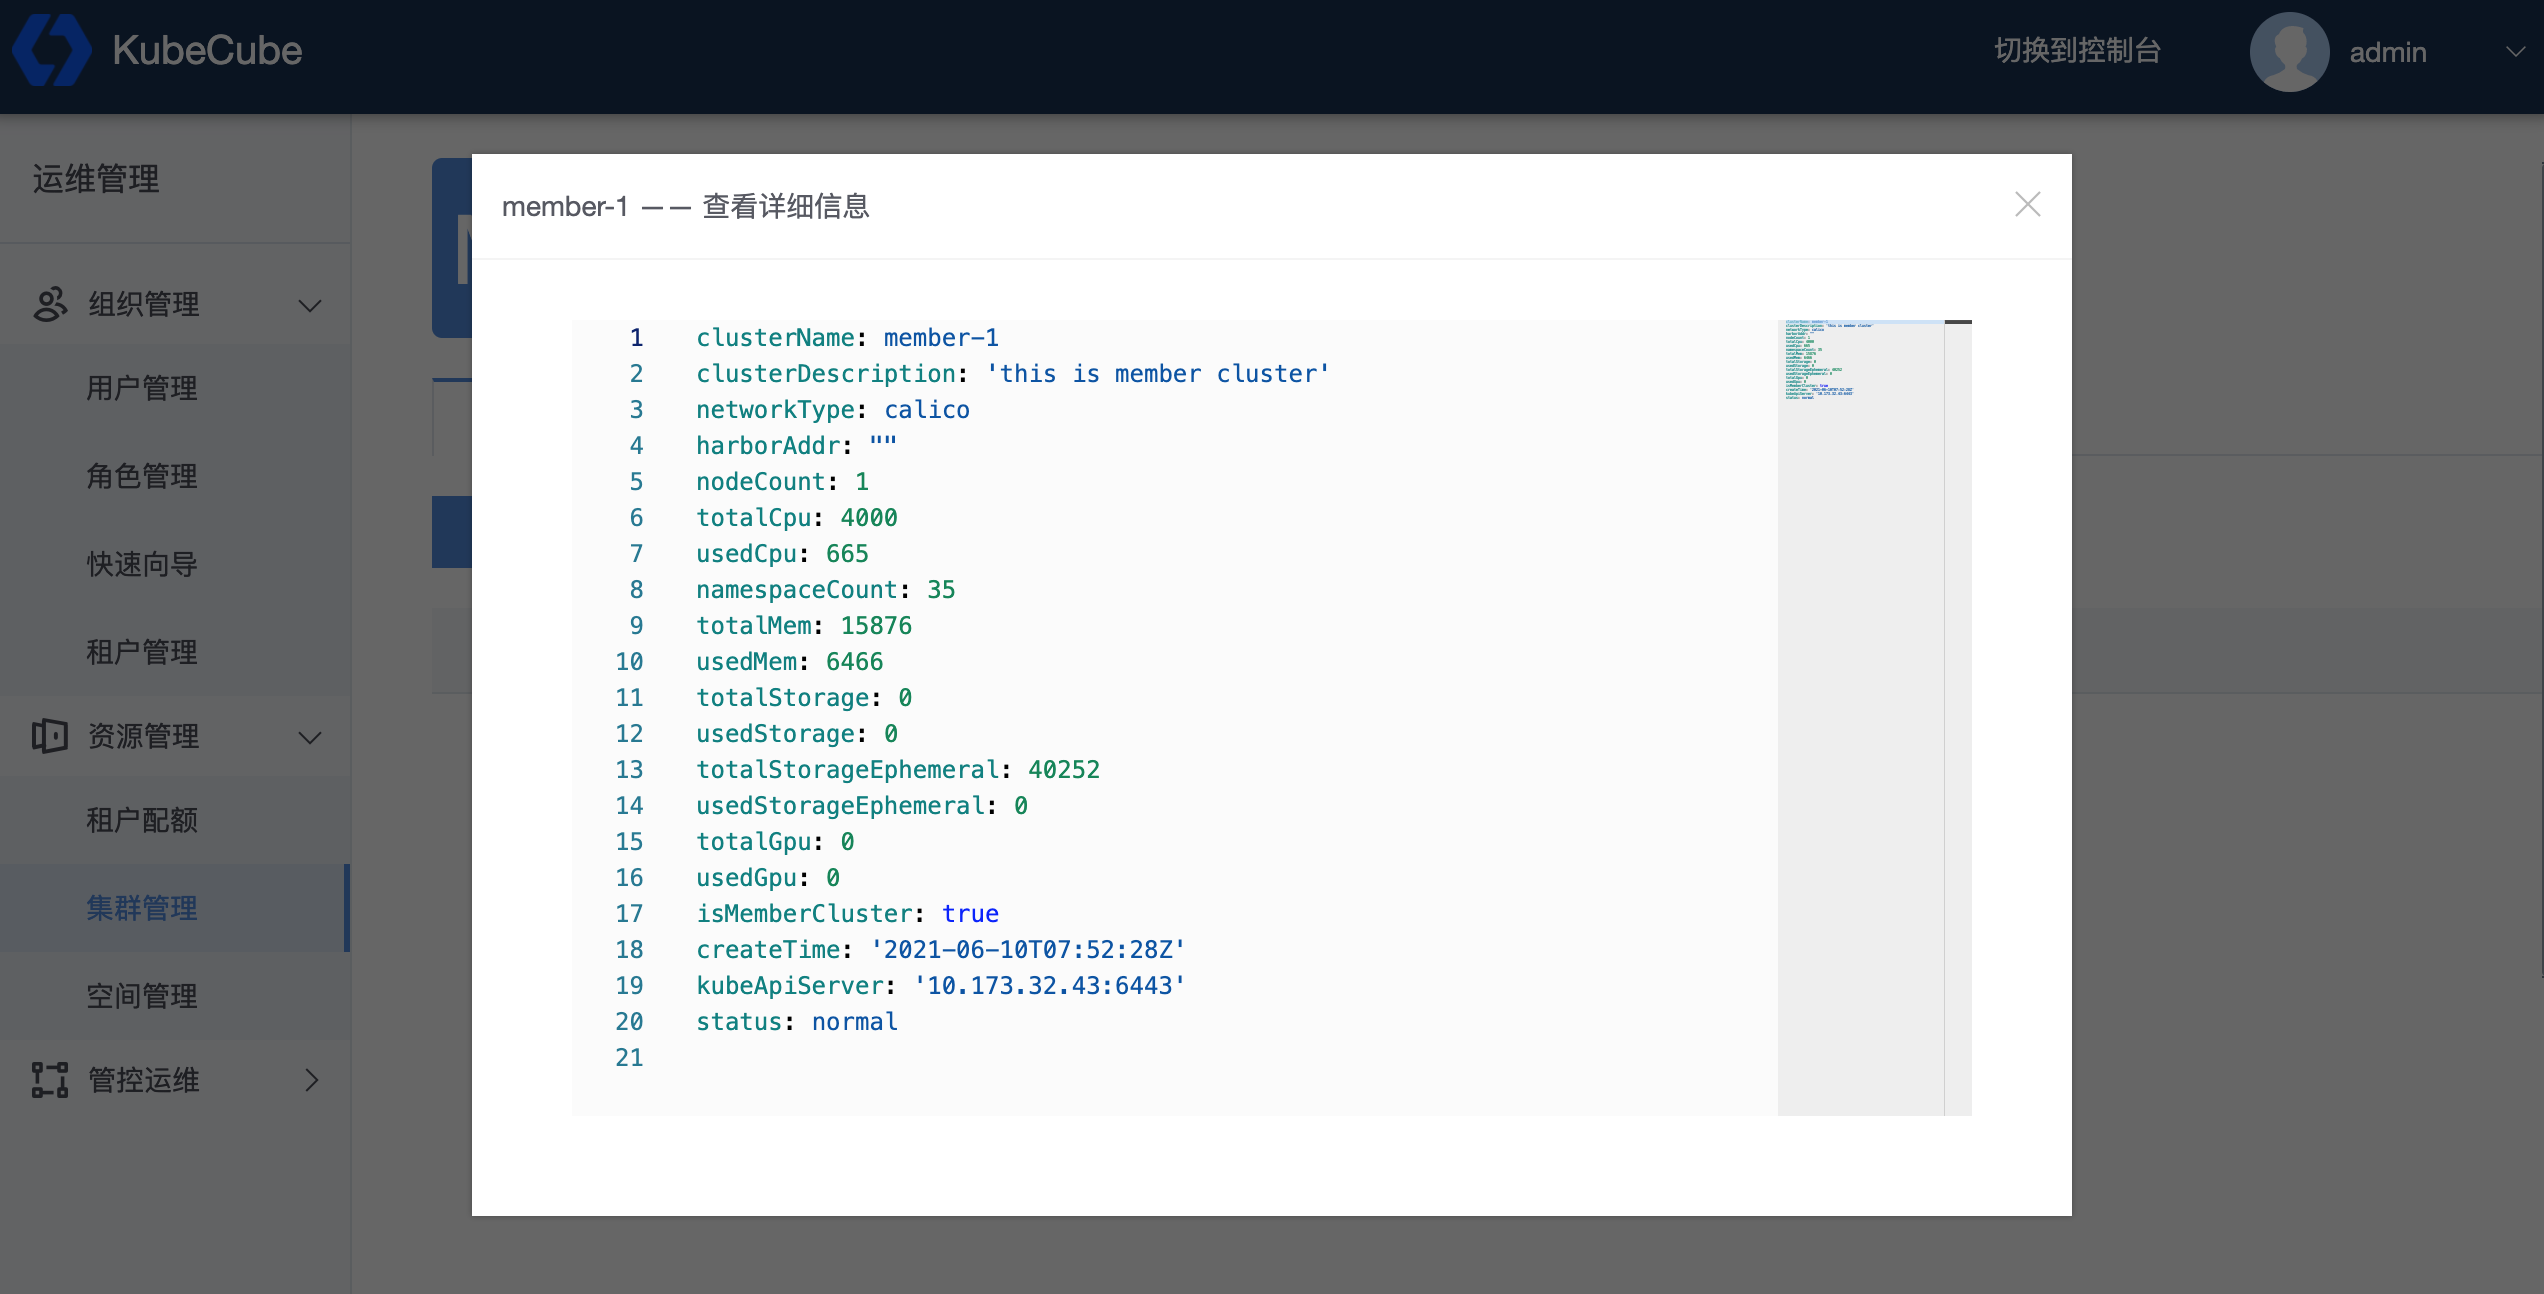 KubeCube
切换到控制台
admin
运维管理
组织管理
用户管理
角色管理
快速向导
租户管理
资源管理
租户配额
集群管理
空间管理
管控运维
member-1 —— 查看详细信息
1 clusterName: member-1
2 clusterDescription: 'this is member cluster'
3 networkType: calico
4 harborAddr: ""
5 nodeCount: 1
6 totalCpu: 4000
7 usedCpu: 665
8 namespaceCount: 35
9 totalMem: 15876
10 usedMem: 6466
11 totalStorage: 0
12 usedStorage: 0
13 totalStorageEphemeral: 40252
14 usedStorageEphemeral: 0
15 totalGpu: 0
16 usedGpu: 0
17 isMemberCluster: true
18 createTime: '2021-06-10T07:52:28Z'
19 kubeApiServer: '10.173.32.43:6443'
20 status: normal
21